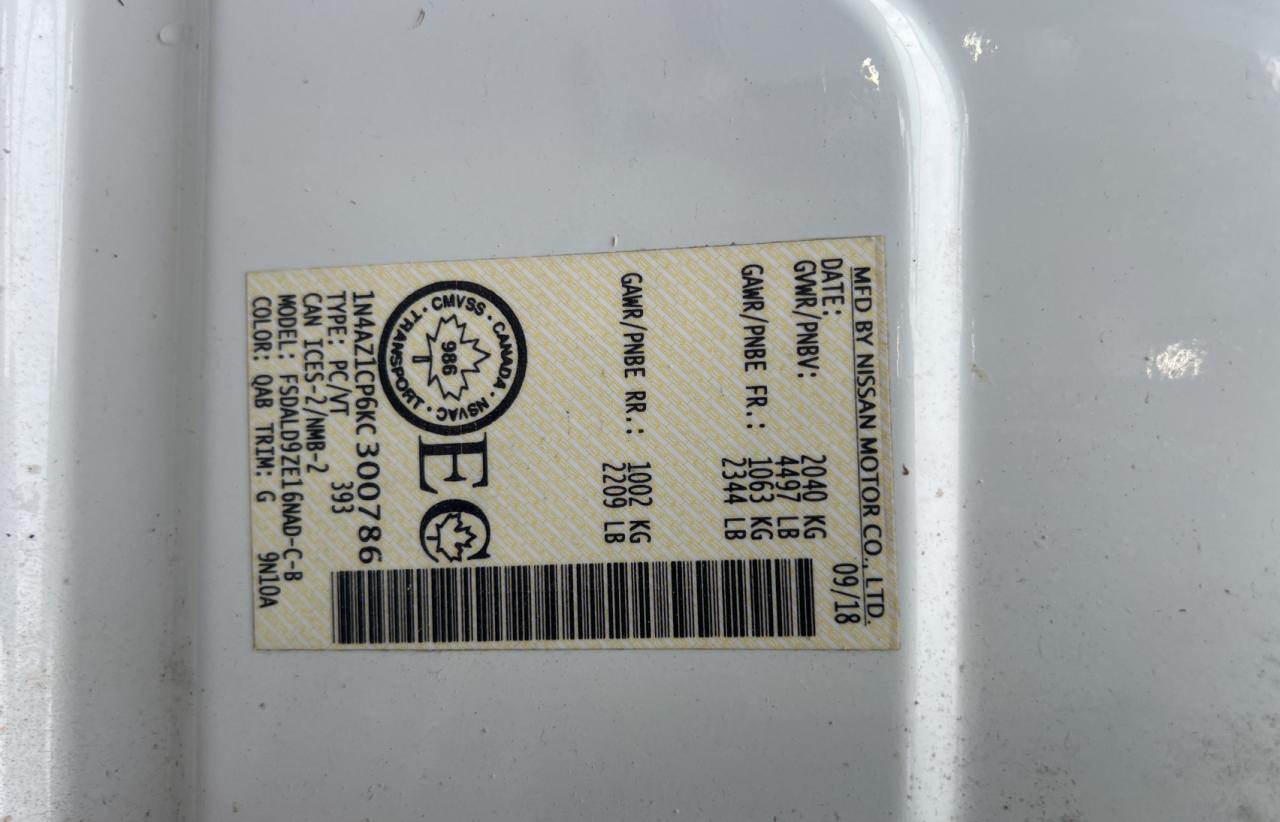 MFD BY NISSAN MOTOR CO., LTD.
DATE: 09/18
GVWR/PNBV: 2040 KG
4497 LB
GAWR/PNBE FR.: 1063 KG
2344 LB
GAWR/PNBE RR.: 1002 KG
2209 LB
CMVSS · CANADA · NSVAC · TRANSPORT ·
986
EC
1N4AZ1CP6KC300786
TYPE: PC/VT 393
CAN ICES-2/NMB-2
MODEL: FSDALD9ZE16NAD-C-B
COLOR: QAB TRIM: G 9N10A